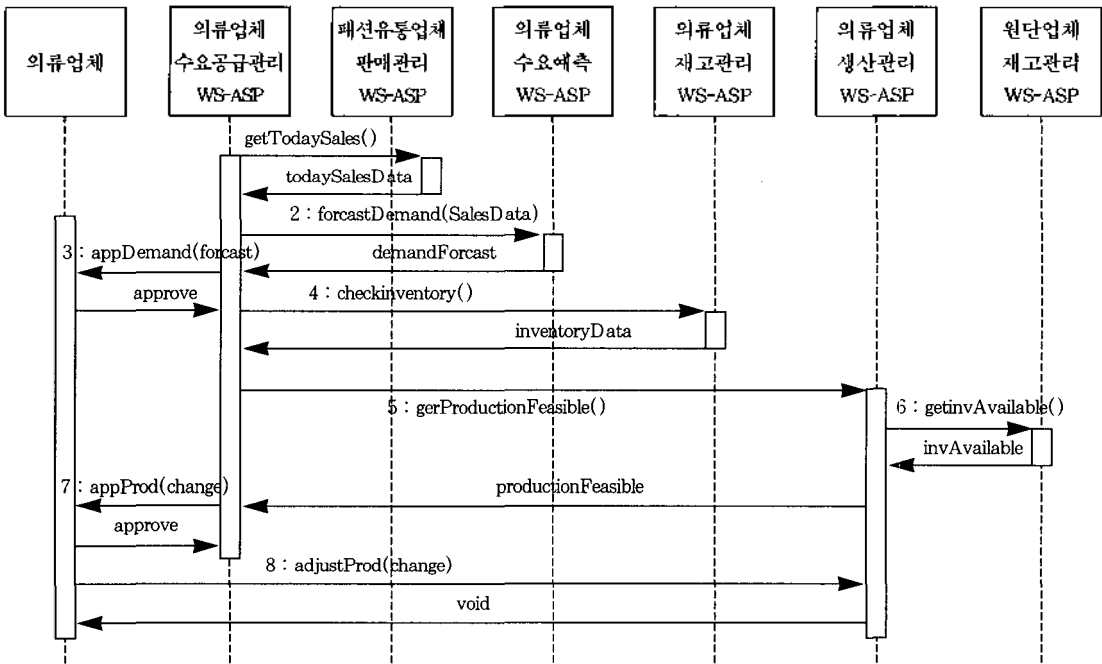 의류업체
의류업체
수요공급관리
WS-ASP
패션유통업체
판매관리
WS-ASP
의류업체
수요예측
WS-ASP
의류업체
재고관리
WS-ASP
의류업체
생산관리
WS-ASP
원단업체
재고관리
WS-ASP
getTodaySales()
todaySalesData
2 : forcastDemand(SalesData)
3 : appDemand(forcast)
demandForcast
approve
4 : checkinventory()
inventoryData
5 : gerProductionFeasible()
6 : getinvAvailable()
invAvailable
7 : appProd(change)
productionFeasible
approve
8 : adjustProd(change)
void